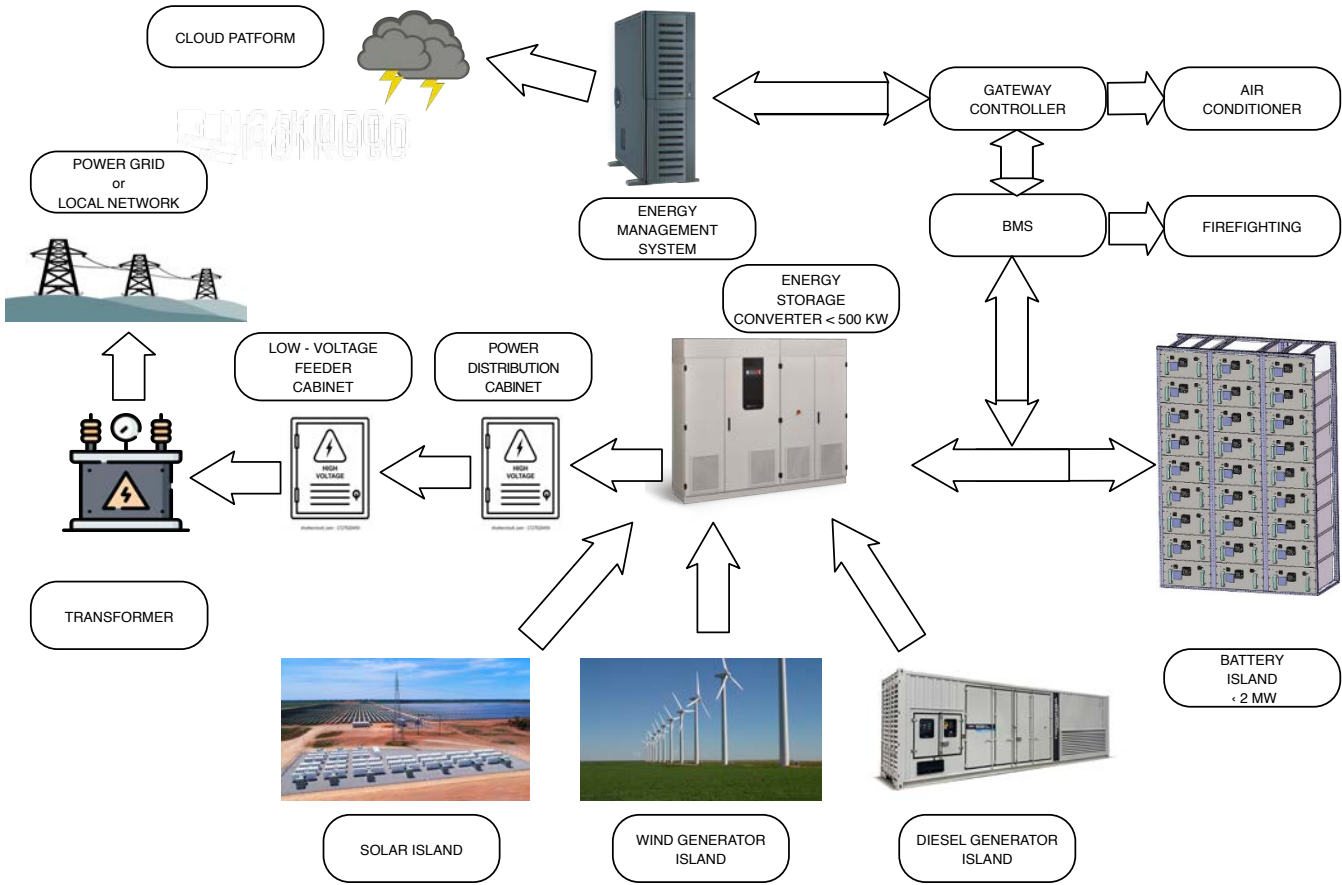 CLOUD PATFORM
GATEWAY
CONTROLLER
AIR
CONDITIONER
POWER GRID
or
LOCAL NETWORK
ENERGY
MANAGEMENT
SYSTEM
BMS
FIREFIGHTING
ENERGY
STORAGE
CONVERTER < 500 KW
LOW - VOLTAGE
FEEDER
CABINET
POWER
DISTRIBUTION
CABINET
HIGH
VOLTAGE
HIGH
VOLTAGE
TRANSFORMER
BATTERY
ISLAND
‹ 2 MW
SOLAR ISLAND
WIND GENERATOR
ISLAND
DIESEL GENERATOR
ISLAND